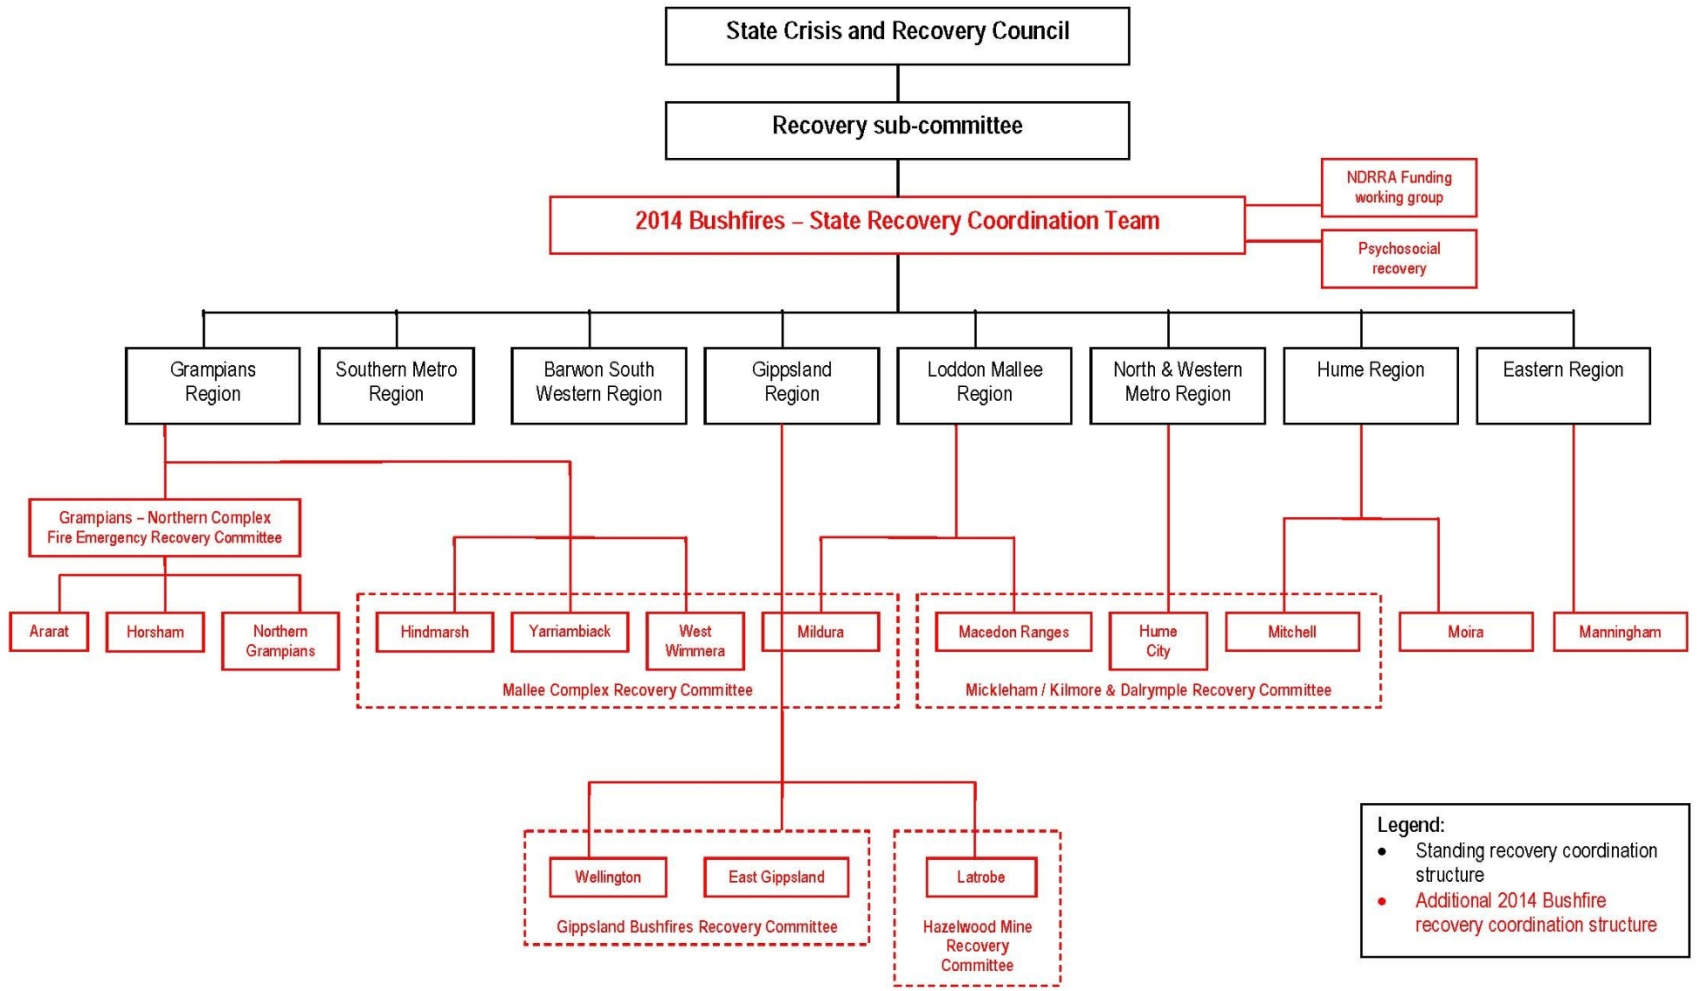 State Crisis and Recovery Council
Recovery sub-committee
NDRRA Funding
working group
2014 Bushfires – State Recovery Coordination Team
Psychosocial
recovery
Grampians
Region
Southern Metro
Region
Barwon South
Western Region
Gippsland
Region
Loddon Mallee
Region
North & Western
Metro Region
Hume Region
Eastern Region
Grampians – Northern Complex
Fire Emergency Recovery Committee
Ararat
Horsham
Northern
Grampians
Hindmarsh
Yarriambiack
West
Wimmera
Mildura
Macedon Ranges
Hume
City
Mitchell
Moira
Manningham
Mallee Complex Recovery Committee
Mickleham / Kilmore & Dalrymple Recovery Committee
Wellington
East Gippsland
Latrobe
Gippsland Bushfires Recovery Committee
Hazelwood Mine
Recovery
Committee
Legend:
• Standing recovery coordination
structure
• Additional 2014 Bushfire
recovery coordination structure